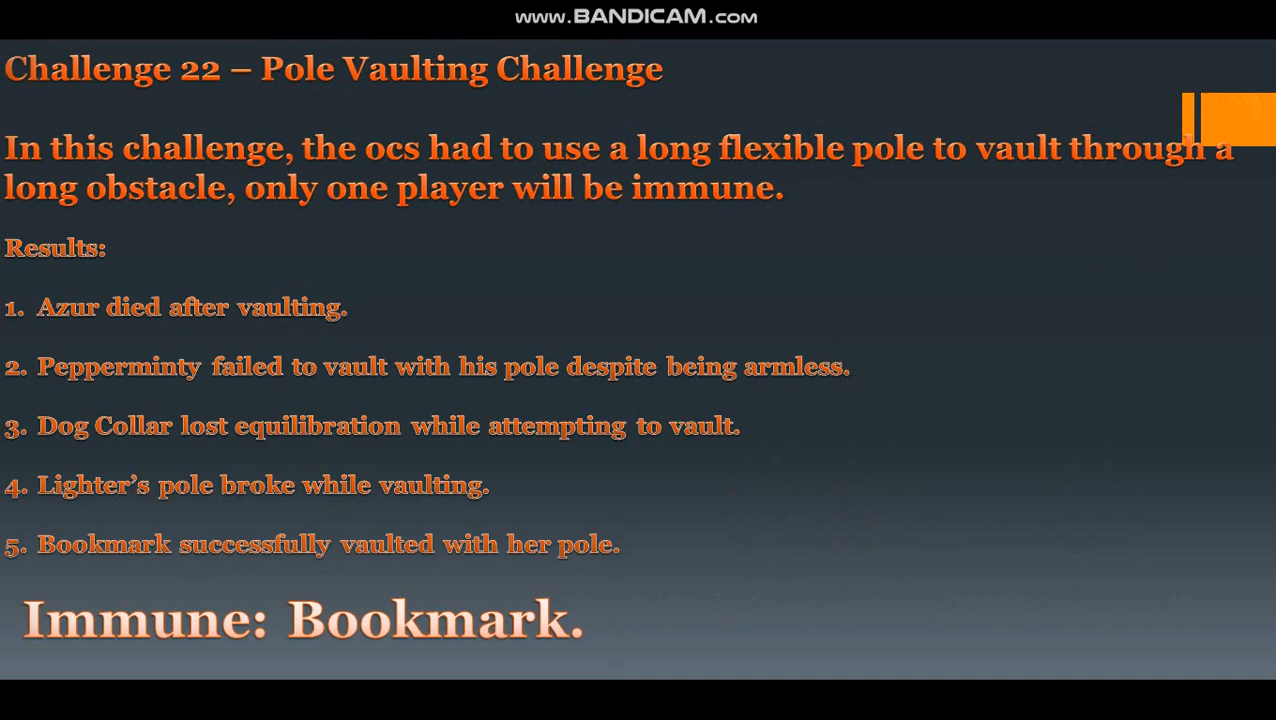 www.BANDICAM.com
Challenge 22 – Pole Vaulting Challenge
In this challenge, the ocs had to use a long flexible pole to vault through a
long obstacle, only one player will be immune.
Results:
1. Azur died after vaulting.
2. Pepperminty failed to vault with his pole despite being armless.
3. Dog Collar lost equilibration while attempting to vault.
4. Lighter’s pole broke while vaulting.
5. Bookmark successfully vaulted with her pole.
Immune: Bookmark.